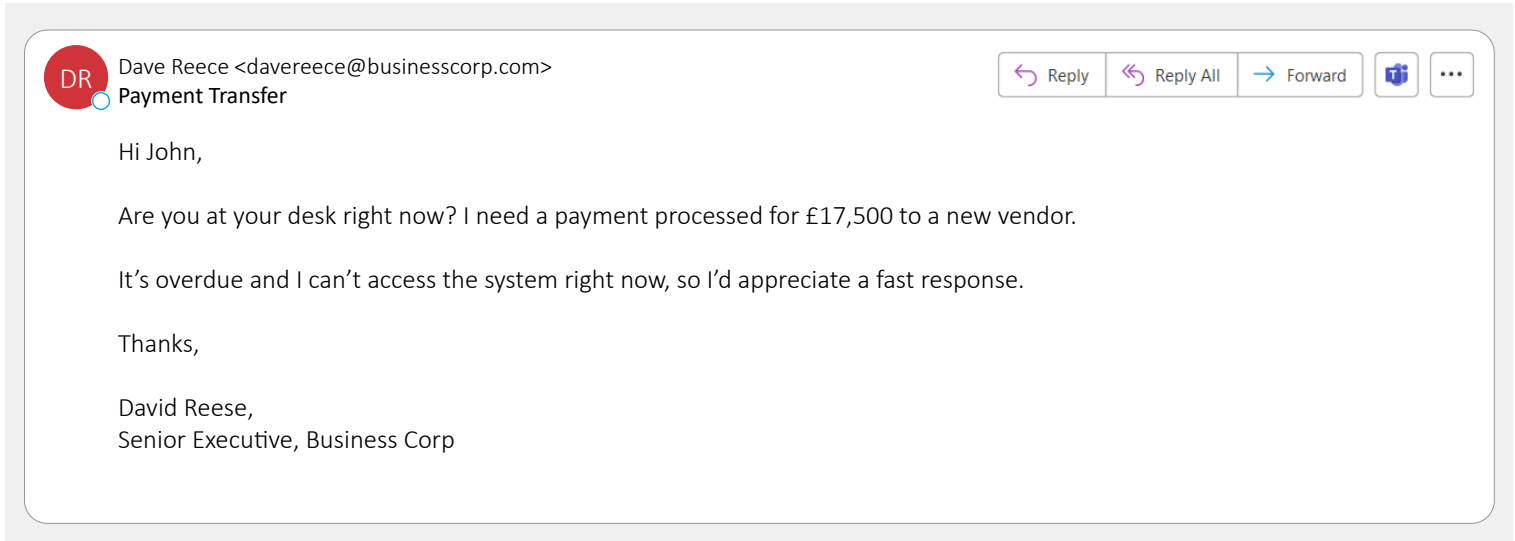 DR
Dave Reece <davereece@businesscorp.com>
Payment Transfer
Reply
Reply All
Forward
Hi John,
Are you at your desk right now? I need a payment processed for £17,500 to a new vendor.
It’s overdue and I can’t access the system right now, so I’d appreciate a fast response.
Thanks,
David Reese,
Senior Executive, Business Corp